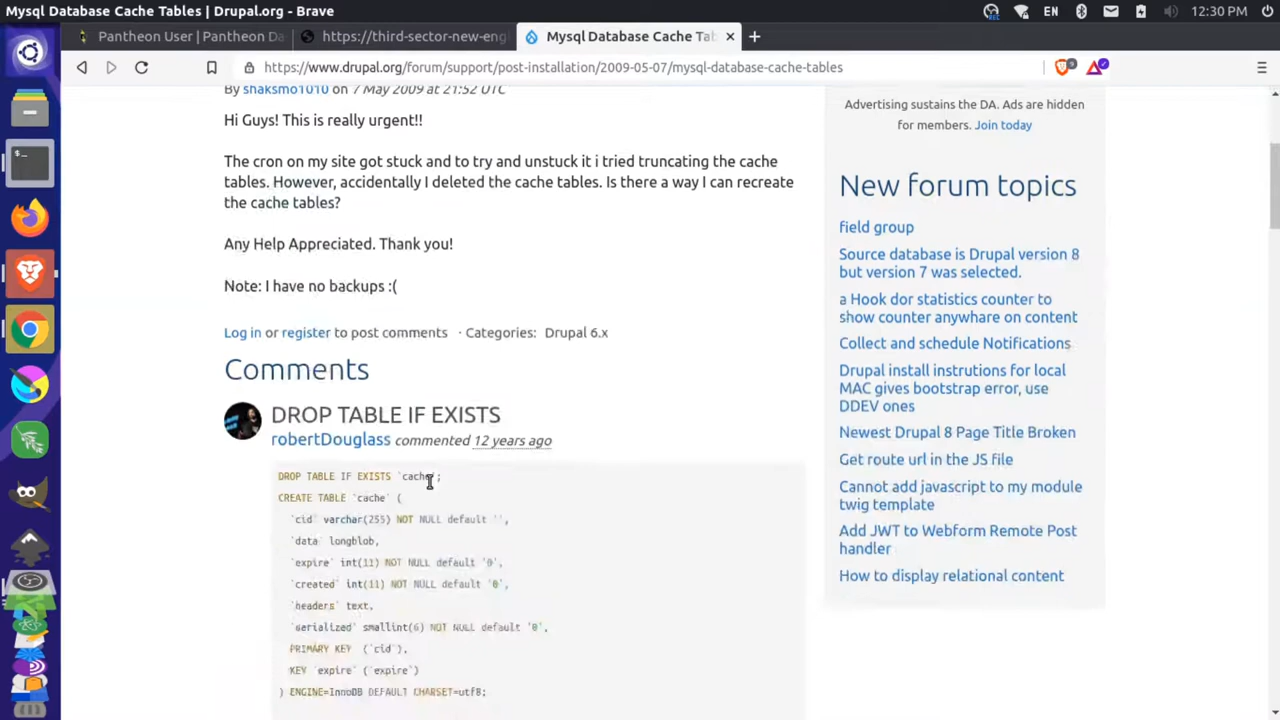 Mysql Database Cache Tables | Drupal.org - Brave
EN
12:30 PM
Pantheon User | Pantheon Da
https://third-sector-new-eng
Mysql Database Cache Tab
https://www.drupal.org/forum/support/post-installation/2009-05-07/mysql-database-cache-tables
By shaksmo1010 on 7 May 2009 at 21:52 UTC
Hi Guys! This is really urgent!!
The cron on my site got stuck and to try and unstuck it i tried truncating the cache
tables. However, accidentally I deleted the cache tables. Is there a way I can recreate
the cache tables?
Any Help Appreciated. Thank you!
Note: I have no backups :(
Log in or register to post comments · Categories: Drupal 6.x
Comments
DROP TABLE IF EXISTS
robertDouglass commented 12 years ago
DROP TABLE IF EXISTS `cache`;
CREATE TABLE `cache` (
`cid` varchar(255) NOT NULL default '',
`data` longblob,
`expire` int(11) NOT NULL default '0',
`created` int(11) NOT NULL default '0',
`headers` text,
`serialized` smallint(6) NOT NULL default '0',
PRIMARY KEY (`cid`),
KEY `expire` (`expire`)
) ENGINE=InnoDB DEFAULT CHARSET=utf8;
Advertising sustains the DA. Ads are hidden
for members. Join today
New forum topics
field group
Source database is Drupal version 8
but version 7 was selected.
a Hook dor statistics counter to
show counter anywhare on content
Collect and schedule Notifications
Drupal install instrutions for local
MAC gives bootstrap error, use
DDEV ones
Newest Drupal 8 Page Title Broken
Get route url in the JS file
Cannot add javascript to my module
twig template
Add JWT to Webform Remote Post
handler
How to display relational content